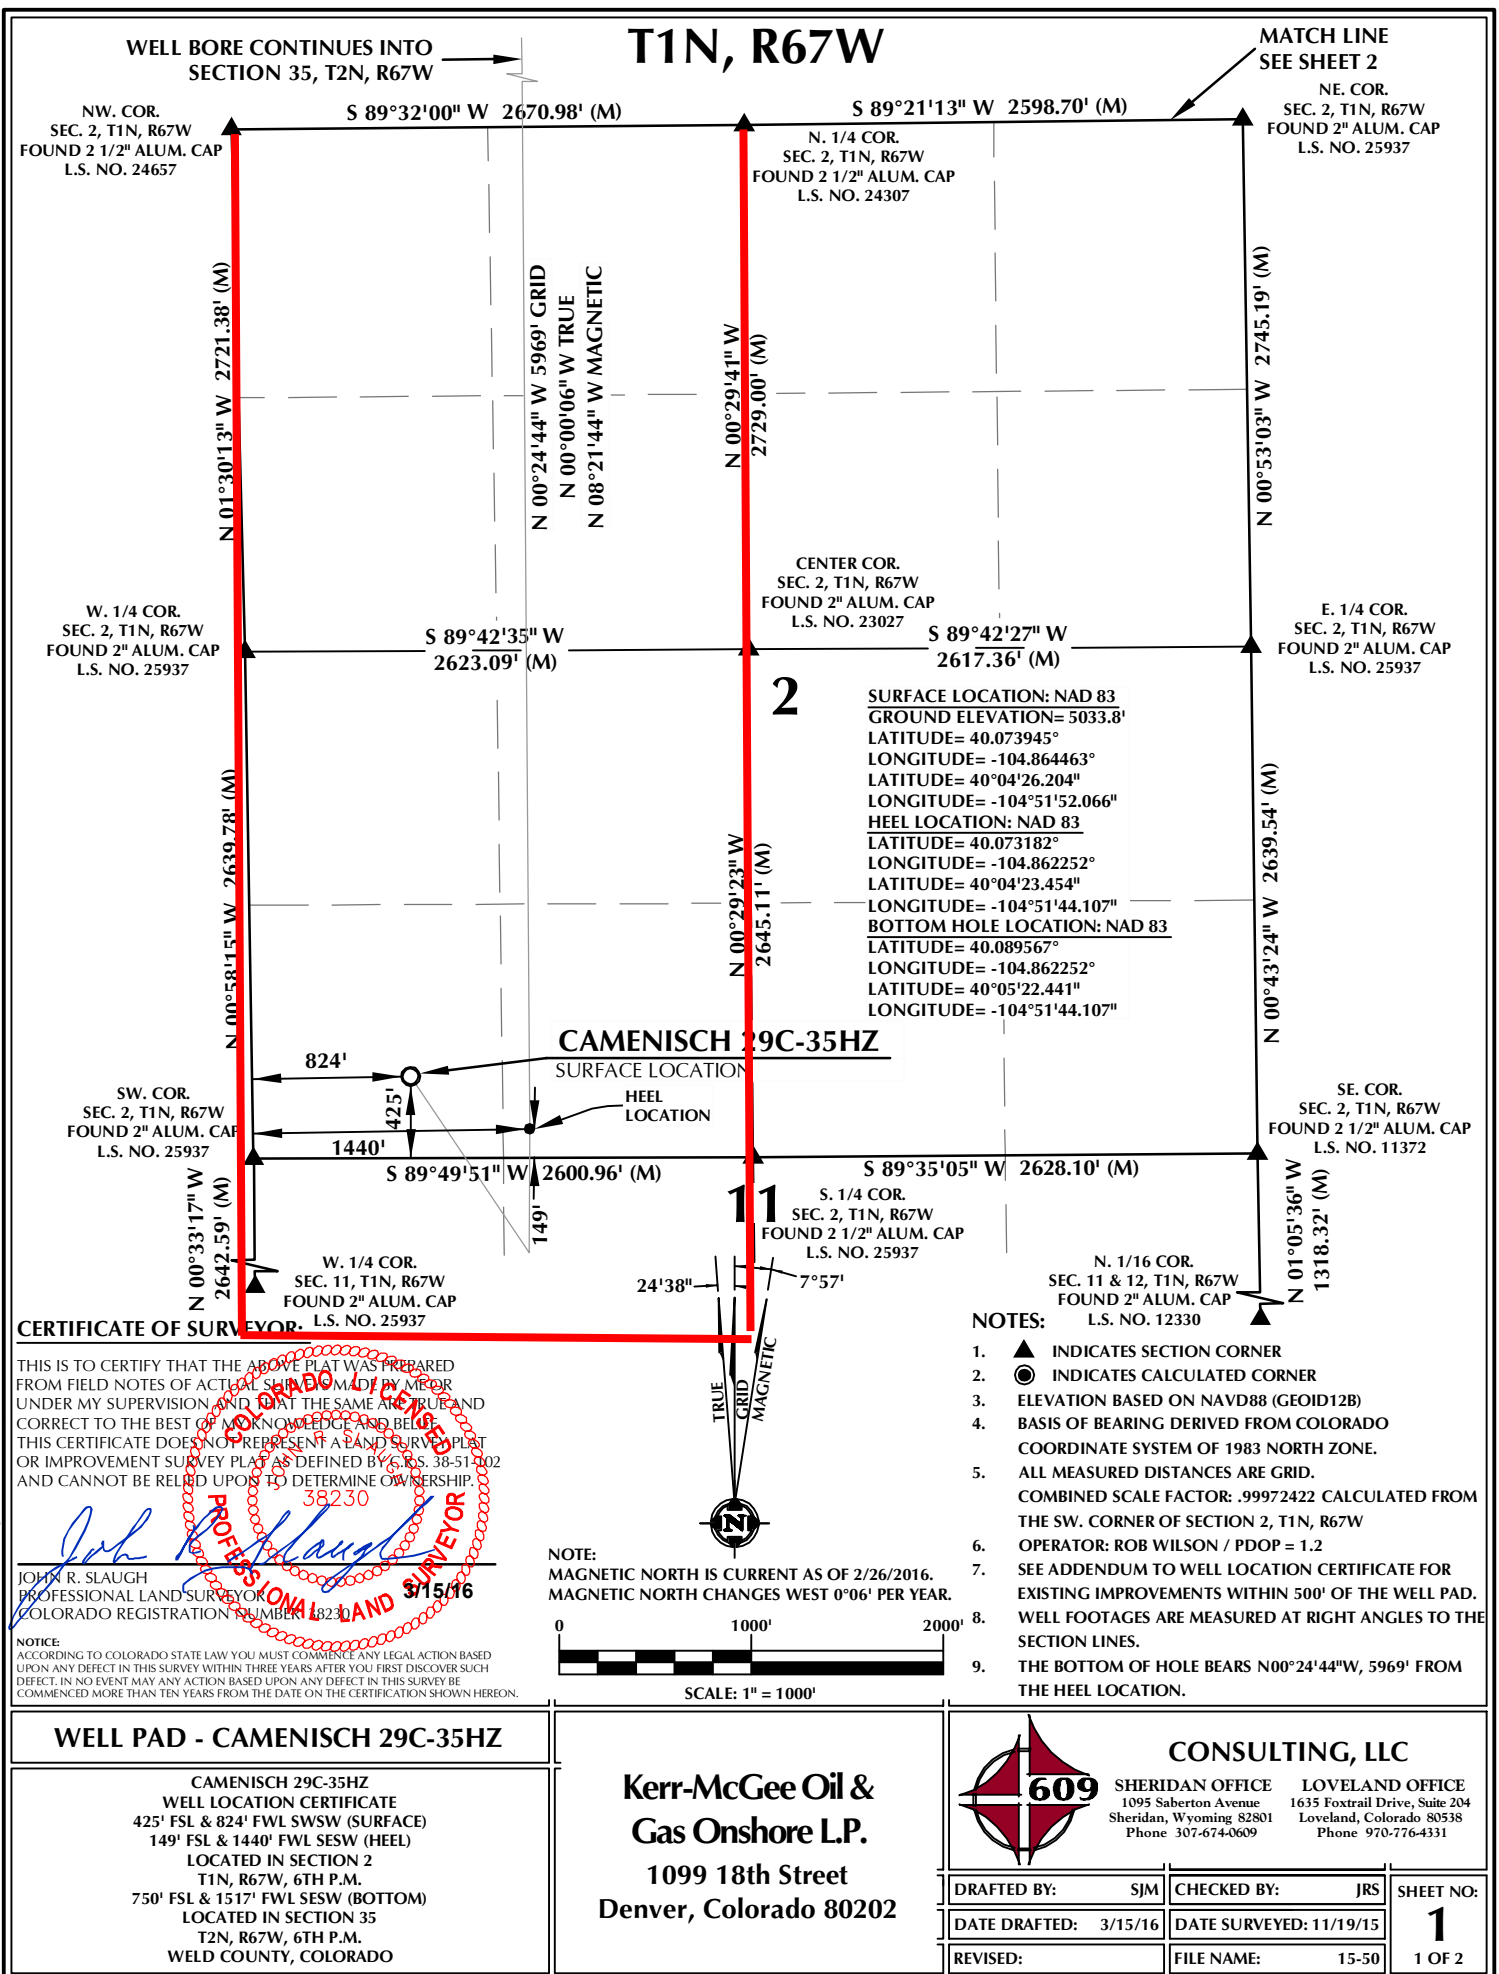 T1N, R67W
WELL BORE CONTINUES INTO
SECTION 35, T2N, R67W
MATCH LINE
SEE SHEET 2
NW. COR.
SEC. 2, T1N, R67W
FOUND 2 1/2" ALUM. CAP
L.S. NO. 24657
S 89°32'00" W 2670.98' (M)
S 89°21'13" W 2598.70' (M)
NE. COR.
SEC. 2, T1N, R67W
FOUND 2" ALUM. CAP
L.S. NO. 25937
N. 1/4 COR.
SEC. 2, T1N, R67W
FOUND 2 1/2" ALUM. CAP
L.S. NO. 24307
N 01°30'13" W 2721.38' (M)
N 00°24'44" W 5969' GRID
N 00°00'06" W TRUE
N 08°21'44" W MAGNETIC
N 00°29'41" W
2729.00' (M)
N 00°53'03" W 2745.19' (M)
W. 1/4 COR.
SEC. 2, T1N, R67W
FOUND 2" ALUM. CAP
L.S. NO. 25937
S 89°42'35" W
2623.09' (M)
CENTER COR.
SEC. 2, T1N, R67W
FOUND 2" ALUM. CAP
L.S. NO. 23027
S 89°42'27" W
2617.36' (M)
E. 1/4 COR.
SEC. 2, T1N, R67W
FOUND 2" ALUM. CAP
L.S. NO. 25937
2
SURFACE LOCATION: NAD 83
GROUND ELEVATION= 5033.8'
LATITUDE= 40.073945°
LONGITUDE= -104.864463°
LATITUDE= 40°04'26.204"
LONGITUDE= -104°51'52.066"
HEEL LOCATION: NAD 83
LATITUDE= 40.073182°
LONGITUDE= -104.862252°
LATITUDE= 40°04'23.454"
LONGITUDE= -104°51'44.107"
BOTTOM HOLE LOCATION: NAD 83
LATITUDE= 40.089567°
LONGITUDE= -104.862252°
LATITUDE= 40°05'22.441"
LONGITUDE= -104°51'44.107"
N 00°58'15" W 2639.78' (M)
N 00°29'23" W
2645.11' (M)
N 00°43'24" W 2639.54' (M)
CAMENISCH 29C-35HZ
SURFACE LOCATION
824'
425'
HEEL
LOCATION
1440'
149'
SW. COR.
SEC. 2, T1N, R67W
FOUND 2" ALUM. CAP
L.S. NO. 25937
S 89°49'51" W 2600.96' (M)
S 89°35'05" W 2628.10' (M)
SE. COR.
SEC. 2, T1N, R67W
FOUND 2 1/2" ALUM. CAP
L.S. NO. 11372
11
S. 1/4 COR.
SEC. 2, T1N, R67W
FOUND 2 1/2" ALUM. CAP
L.S. NO. 25937
N 00°33'17" W
2642.59' (M)
W. 1/4 COR.
SEC. 11, T1N, R67W
FOUND 2" ALUM. CAP
L.S. NO. 25937
N. 1/16 COR.
SEC. 11 & 12, T1N, R67W
FOUND 2" ALUM. CAP
L.S. NO. 12330
N 01°05'36" W
1318.32' (M)
24'38"
7°57'
TRUE
GRID
MAGNETIC
N
CERTIFICATE OF SURVEYOR:
THIS IS TO CERTIFY THAT THE ABOVE PLAT WAS PREPARED
FROM FIELD NOTES OF ACTUAL SURVEYS MADE BY ME OR
UNDER MY SUPERVISION AND THAT THE SAME ARE TRUE AND
CORRECT TO THE BEST OF MY KNOWLEDGE AND BELIEF.
THIS CERTIFICATE DOES NOT REPRESENT A LAND SURVEY PLAT
OR IMPROVEMENT SURVEY PLAT AS DEFINED BY C.R.S. 38-51-102
AND CANNOT BE RELIED UPON TO DETERMINE OWNERSHIP.
COLORADO LICENSED
JOHN R. SLAUGH
38230
PROFESSIONAL LAND SURVEYOR
3/15/16
John R Slaugh
JOHN R. SLAUGH
PROFESSIONAL LAND SURVEYOR
COLORADO REGISTRATION NUMBER 38230
NOTICE:
ACCORDING TO COLORADO STATE LAW YOU MUST COMMENCE ANY LEGAL ACTION BASED
UPON ANY DEFECT IN THIS SURVEY WITHIN THREE YEARS AFTER YOU FIRST DISCOVER SUCH
DEFECT. IN NO EVENT MAY ANY ACTION BASED UPON ANY DEFECT IN THIS SURVEY BE
COMMENCED MORE THAN TEN YEARS FROM THE DATE ON THE CERTIFICATION SHOWN HEREON.
NOTE:
MAGNETIC NORTH IS CURRENT AS OF 2/26/2016.
MAGNETIC NORTH CHANGES WEST 0°06' PER YEAR.
0 1000' 2000'
SCALE: 1" = 1000'
NOTES:
1. INDICATES SECTION CORNER
2. INDICATES CALCULATED CORNER
3. ELEVATION BASED ON NAVD88 (GEOID12B)
4. BASIS OF BEARING DERIVED FROM COLORADO
COORDINATE SYSTEM OF 1983 NORTH ZONE.
5. ALL MEASURED DISTANCES ARE GRID.
COMBINED SCALE FACTOR: .99972422 CALCULATED FROM
THE SW. CORNER OF SECTION 2, T1N, R67W
6. OPERATOR: ROB WILSON / PDOP = 1.2
7. SEE ADDENDUM TO WELL LOCATION CERTIFICATE FOR
EXISTING IMPROVEMENTS WITHIN 500' OF THE WELL PAD.
8. WELL FOOTAGES ARE MEASURED AT RIGHT ANGLES TO THE
SECTION LINES.
9. THE BOTTOM OF HOLE BEARS N00°24'44"W, 5969' FROM
THE HEEL LOCATION.
WELL PAD - CAMENISCH 29C-35HZ
CAMENISCH 29C-35HZ
WELL LOCATION CERTIFICATE
425' FSL & 824' FWL SWSW (SURFACE)
149' FSL & 1440' FWL SESW (HEEL)
LOCATED IN SECTION 2
T1N, R67W, 6TH P.M.
750' FSL & 1517' FWL SESW (BOTTOM)
LOCATED IN SECTION 35
T2N, R67W, 6TH P.M.
WELD COUNTY, COLORADO
Kerr-McGee Oil &
Gas Onshore L.P.
1099 18th Street
Denver, Colorado 80202
609
CONSULTING, LLC
SHERIDAN OFFICE
1095 Saberton Avenue
Sheridan, Wyoming 82801
Phone 307-674-0609
LOVELAND OFFICE
1635 Foxtrail Drive, Suite 204
Loveland, Colorado 80538
Phone 970-776-4331
DRAFTED BY: SJM
CHECKED BY: JRS
DATE DRAFTED: 3/15/16
DATE SURVEYED: 11/19/15
REVISED:
FILE NAME: 15-50
SHEET NO:
1
1 OF 2